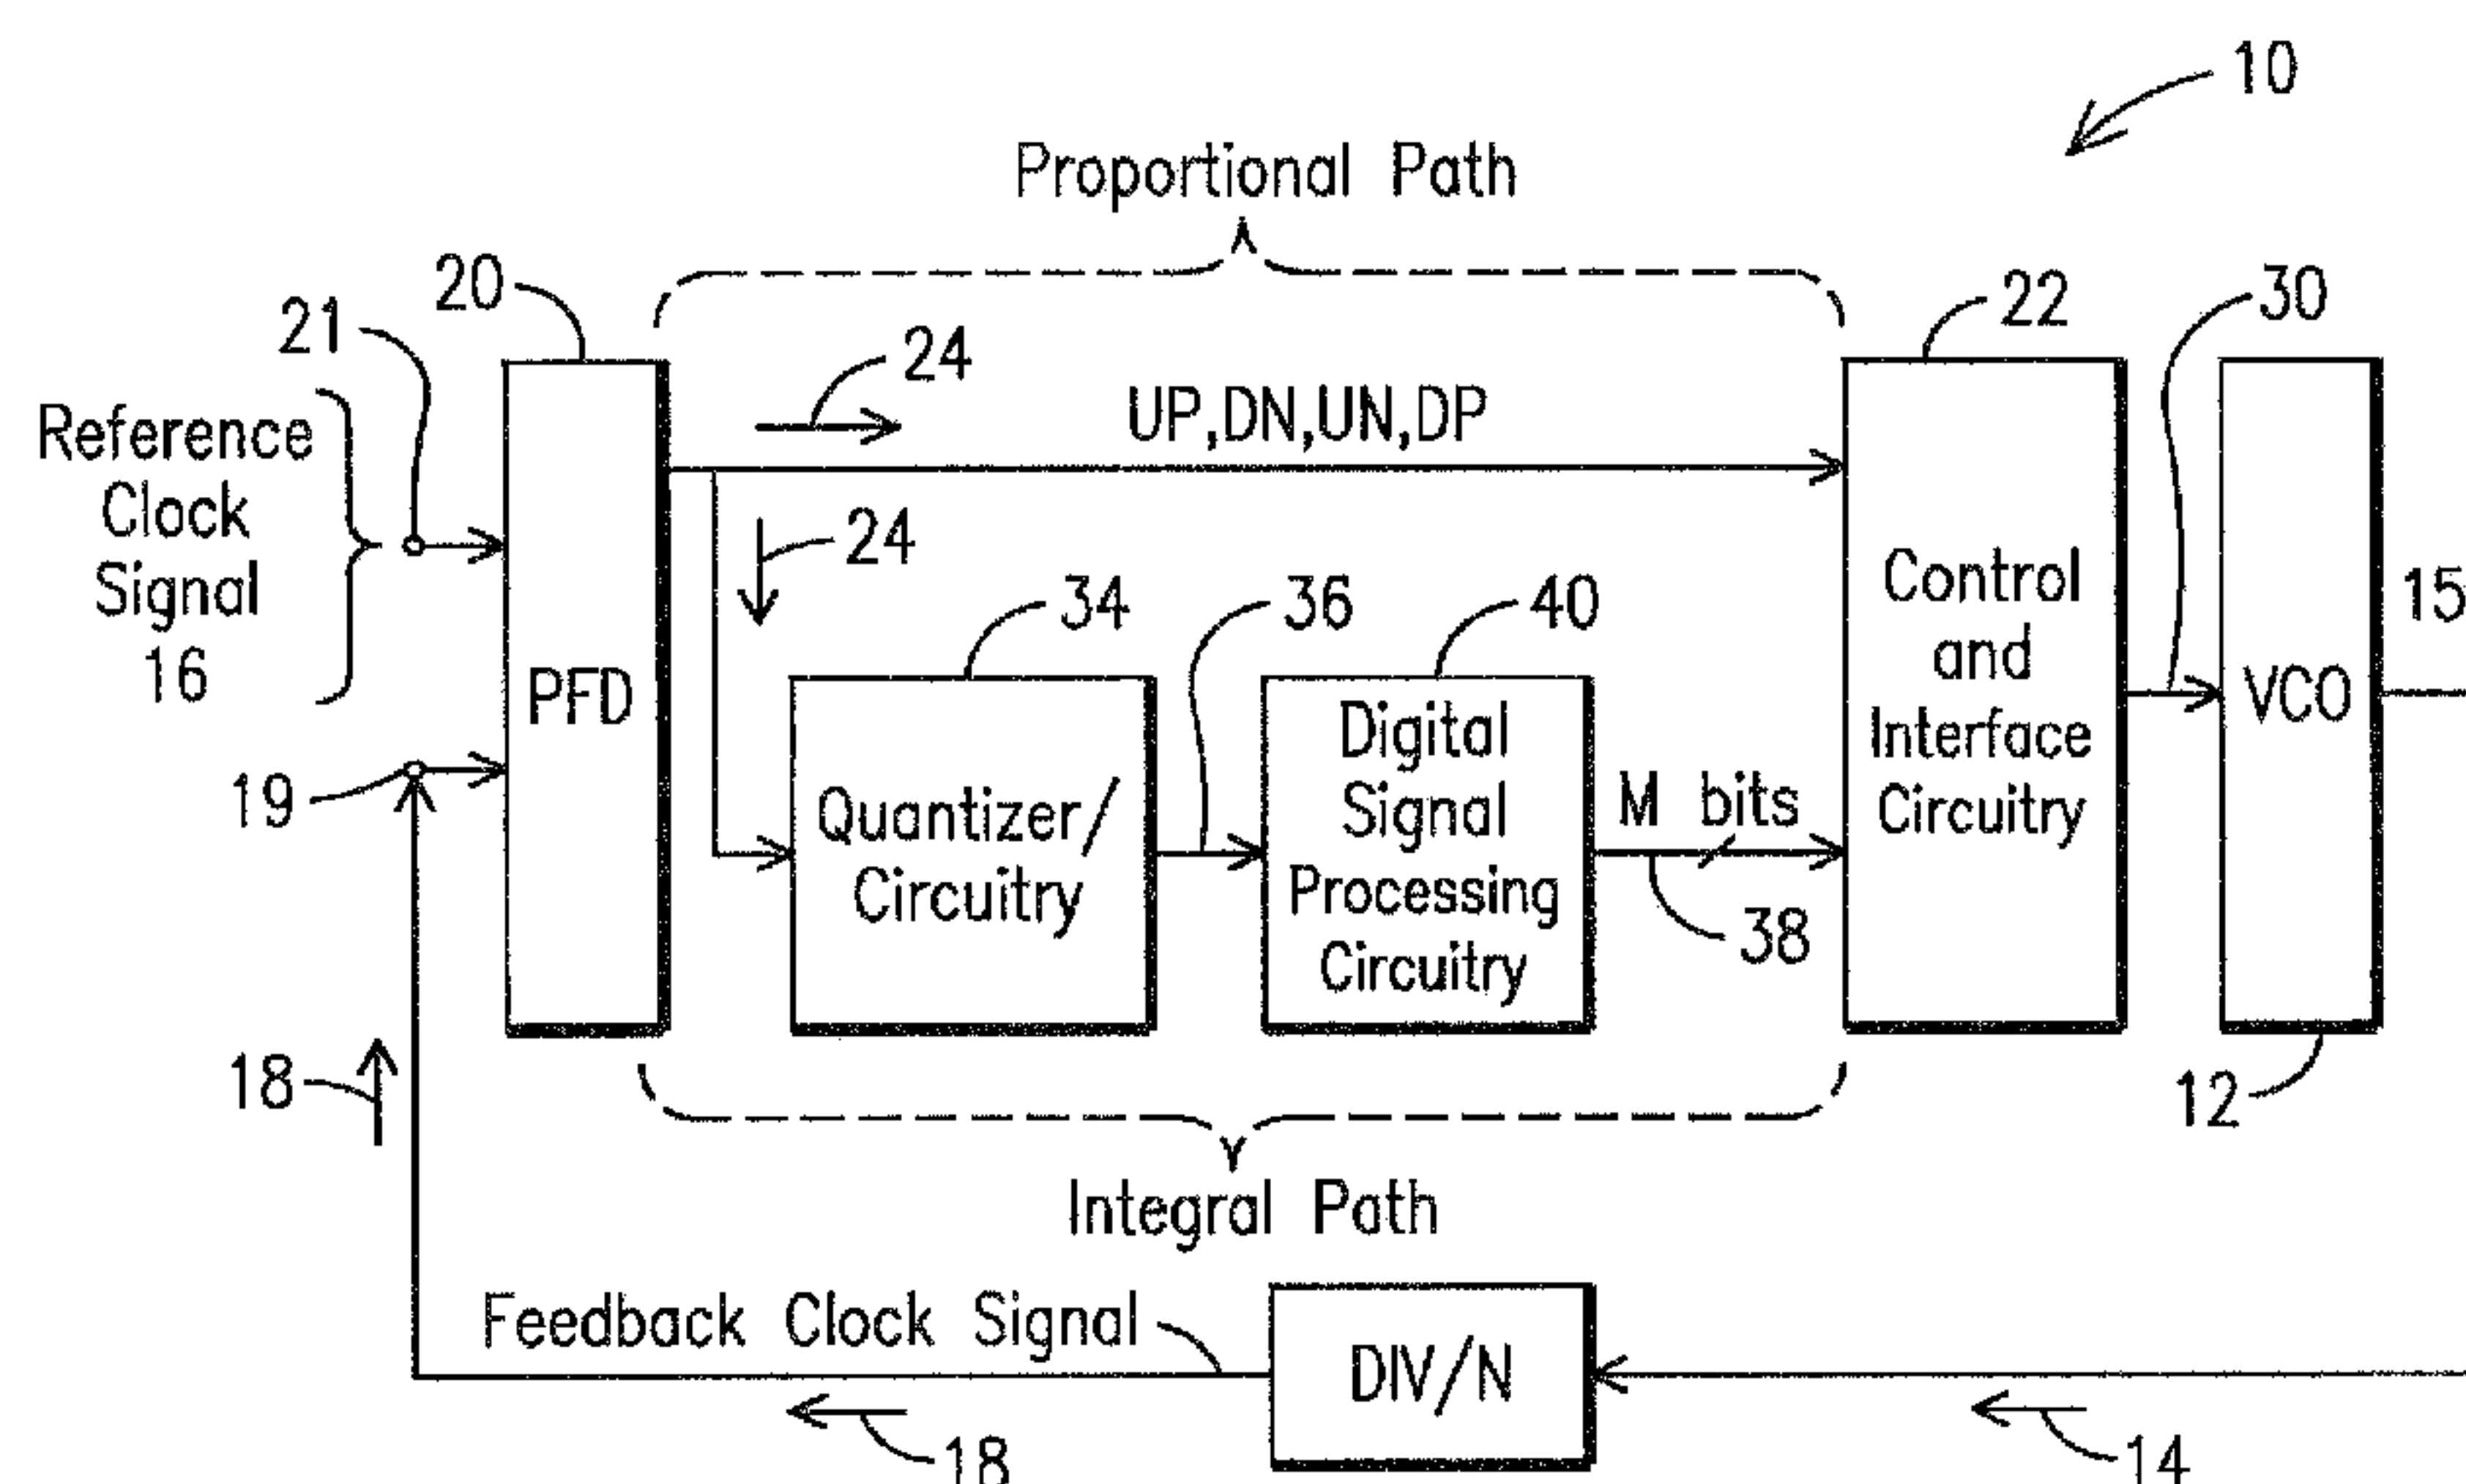 10
Proportional Path
20
21
22
30
24
UP,DN,UN,DP
Reference
Clock
Signal
16
24
34
36
40
15
PFD
Control
and
Interface
Circuitry
VCO
19
Quantizer/
Circuitry
Digital
Signal
Processing
Circuitry
M bits
38
18
12
Integral Path
Feedback Clock Signal
DIV/N
18
14